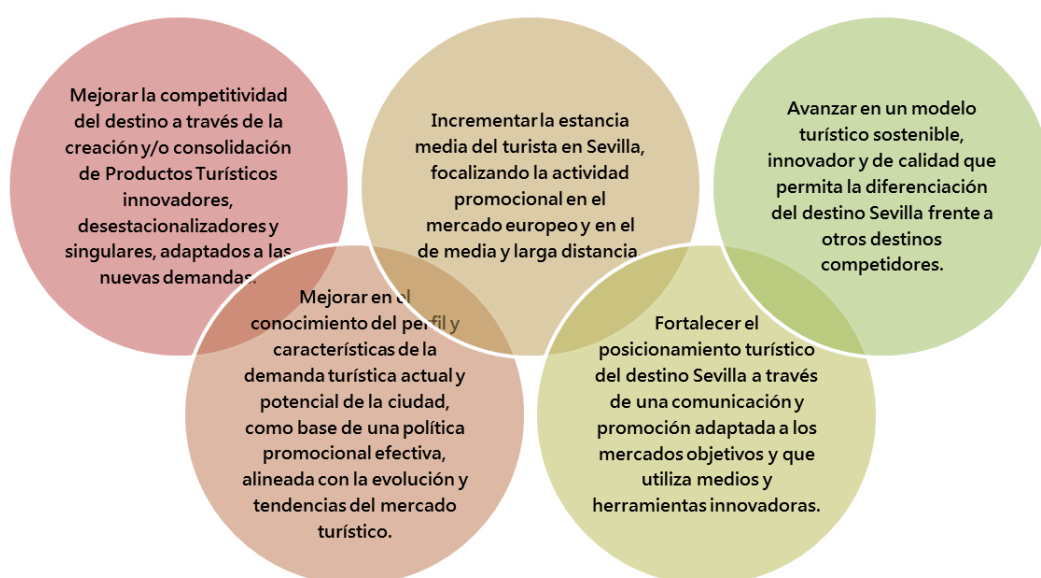 Mejorar la competitividad
del destino a través de la
creación y/o consolidación
de Productos Turísticos
innovadores,
desestacionalizadores y
singulares, adaptados a las
nuevas demandas.
Mejorar en el
conocimiento del perfil y
características de la
demanda turística actual y
potencial de la ciudad,
como base de una política
promocional efectiva,
alineada con la evolución y
tendencias del mercado
turístico.
Incrementar la estancia
media del turista en Sevilla,
focalizando la actividad
promocional en el
mercado europeo y en el
de media y larga distancia.
Fortalecer el
posicionamiento turístico
del destino Sevilla a través
de una comunicación y
promoción adaptada a los
mercados objetivos y que
utiliza medios y
herramientas innovadoras.
Avanzar en un modelo
turístico sostenible,
innovador y de calidad que
permita la diferenciación
del destino Sevilla frente a
otros destinos
competidores.